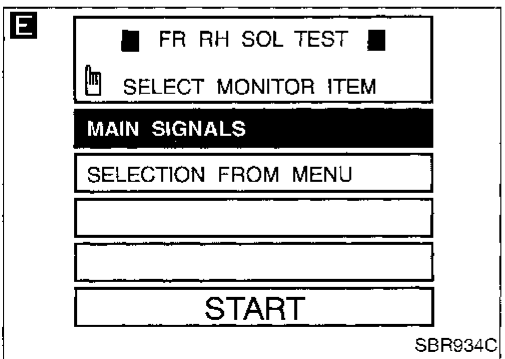 E
■ FR RH SOL TEST ■
SELECT MONITOR ITEM
MAIN SIGNALS
SELECTION FROM MENU
START
SBR934C